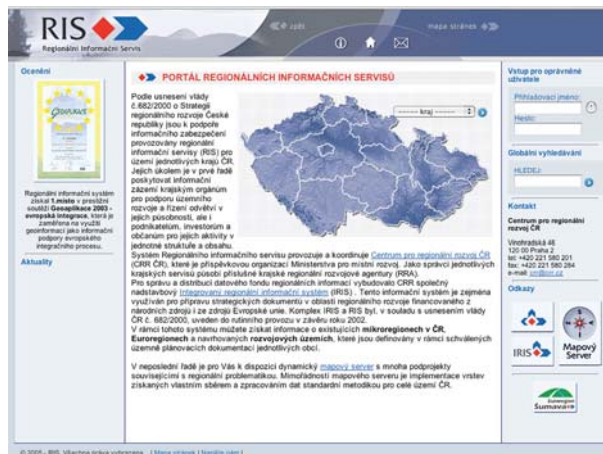 RIS
Regionální Informační Servis
zpět
mapa stránek
Ocenění
Regionální informační systém
získal 1.místo v prestižní
soutěži Geoaplikace 2003 -
evropská integrace, která je
zaměřena na využití
geoinformací jako informační
podpory evropského
integračního procesu.
Aktuality
PORTÁL REGIONÁLNÍCH INFORMAČNÍCH SERVISŮ
Podle usnesení vlády
č.682/2000 o Strategii
regionálního rozvoje České
republiky jsou k podpoře
informačního zabezpečení
provozovány regionální
informační servisy (RIS) pro
území jednotlivých krajů ČR.
Jejich úkolem je v prvé řadě
poskytovat informační
zázemí krajským orgánům
pro podporu územního
rozvoje a řízení odvětví v
jejich působnosti, ale i
podnikatelům, investorům a
občanům pro jejich aktivity v
jednotné struktuře a obsahu.
------- kraj -------
Systém Regionálního informačního servisu provozuje a koordinuje Centrum pro regionální rozvoj ČR
(CRR ČR), které je příspěvkovou organizací Ministerstva pro místní rozvoj. Jako správci jednotlivých
krajských servisů působí příslušné krajské regionální rozvojové agentury (RRA).
Pro správu a distribuci datového fondu regionálních informací vybudovalo CRR společný
nadstavbový Integrovaný regionální informační systém (IRIS) . Tento informační systém je zejména
využíván pro přípravu strategických dokumentů v oblasti regionálního rozvoje financovaného z
národních zdrojů i ze zdrojů Evropské unie. Komplex IRIS a RIS byl, v souladu s usnesením vlády
ČR č. 682/2000, uveden do rutinního provozu v závěru roku 2002.
V rámci tohoto systému můžete získat informace o existujících mikroregionech v ČR,
Euroregionech a navrhovaných rozvojových územích, které jsou definovány v rámci schválených
územně plánovacích dokumentací jednotlivých obcí.
V neposlední řadě je pro Vás k dispozici dynamický mapový server s mnoha podprojekty
souvisejícími s regionální problematikou. Mimořádností mapového serveru je implementace vrstev
získaných vlastním sběrem a zpracováním dat standardní metodikou pro celé území ČR.
Vstup pro oprávněné
uživatele
Přihlašovací jméno:
Heslo:
Globální vyhledávání
HLEDEJ:
Kontakt
Centrum pro regionální
rozvoj ČR
Vinohradská 46
120 00 Praha 2
tel: +420 221 580 201
fax: +420 221 580 284
e-mail: crr@crr.cz
Odkazy
IRIS
Mapový
Server
Euroregion
Šumava
© 2005 - RIS, Všechna práva vyhrazena. | Mapa stránek | Napište nám |